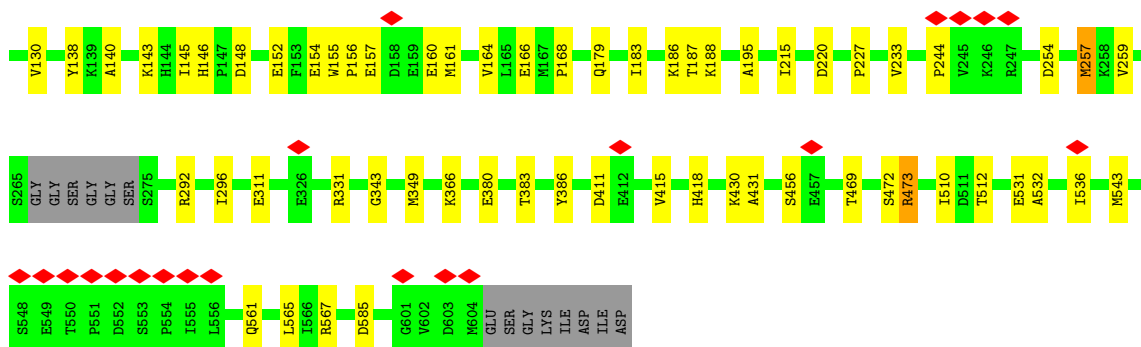 V130 Y138 K139 A140 K143 H144 I145 H146 P147 D148 E152 F153 E154 W155 P156 E157 D158 E159 E160 M161 V164 L165 E166 M167 P168 Q179 I183 K186 T187 K188 A195 I215 D220 P227 V233 P244 V245 K246 R247 D254 M257 K258 V259
S265 GLY GLY SER GLY GLY SER S275 R292 I296 E311 E326 R331 G343 M349 K366 E380 T383 Y386 D411 E412 V415 H418 K430 A431 S456 E457 T469 S472 R473 I510 D511 T512 E531 A532 I536 M543
S548 E549 T550 P551 D552 S553 P554 I555 L556 Q561 L565 I566 R567 D585 G601 V602 D603 M604 GLU SER GLY LYS ILE ASP ILE ASP